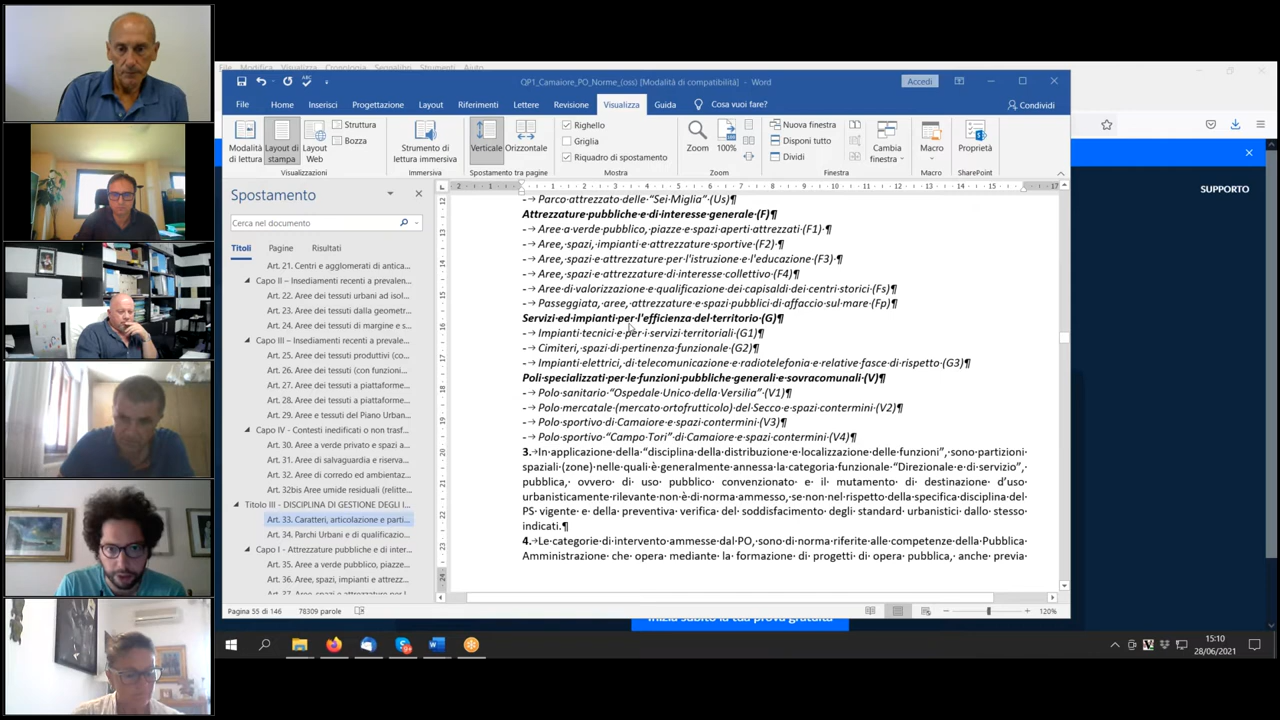 File Modifica Visualizza Cronologia Segnalibri Strumenti Aiuto
QP1_Camaiore_PO_Norme_(oss) [Modalità di compatibilità] - Word
Accedi
File Home Inserisci Progettazione Layout Riferimenti Lettere Revisione Visualizza Guida Cosa vuoi fare? Condividi
Modalità di lettura
Layout di stampa
Layout Web
Struttura
Bozza
Visualizzazioni
Strumento di lettura immersiva
Immersiva
Verticale
Orizzontale
Spostamento tra pagine
Righello
Griglia
Riquadro di spostamento
Mostra
Zoom
100%
Zoom
Nuova finestra
Disponi tutto
Dividi
Cambia finestra
Finestra
Macro
Macro
Proprietà
SharePoint
SUPPORTO
Spostamento
Cerca nel documento
Titoli Pagine Risultati
Art. 21. Centri e agglomerati di antica...
Capo II – Insediamenti recenti a prevalen...
Art. 22. Aree dei tessuti urbani ad isol...
Art. 23. Aree dei tessuti dalla geometr...
Art. 24. Aree dei tessuti di margine e s...
Capo III – Insediamenti recenti a prevalen...
Art. 25. Aree dei tessuti produttivi (co...
Art. 26. Aree dei tessuti (con funzioni...
Art. 27. Aree dei tessuti a piattaforme...
Art. 28. Aree dei tessuti a piattaforme...
Art. 29. Aree e tessuti del Piano Urban...
Capo IV – Contesti inedificati o non trasf...
Art. 30. Aree a verde privato e spazi a...
Art. 31. Aree di salvaguardia e riserva...
Art. 32. Aree di corredo ed ambientaz...
Art. 32bis Aree umide residuali (relitte...
Titolo III - DISCIPLINA DI GESTIONE DEGLI I...
Art. 33. Caratteri, articolazione e parti...
Art. 34. Parchi Urbani e di qualificazio...
Capo I - Attrezzature pubbliche e di inter...
Art. 35. Aree a verde pubblico, piazze...
Art. 36. Aree, spazi, impianti e attrezz...
Art. 37. Aree, spazi e attrezzature per l...
-→Parco·attrezzato·delle·“Sei·Miglia”·(Us)¶
Attrezzature·pubbliche·e·di·interesse·generale·(F)¶
-→Aree·a·verde·pubblico,·piazze·e·spazi·aperti·attrezzati·(F1)·¶
-→Aree,·spazi,·impianti·e·attrezzature·sportive·(F2)·¶
-→Aree,·spazi·e·attrezzature·per·l'istruzione·e·l'educazione·(F3)·¶
-→Aree,·spazi·e·attrezzature·di·interesse·collettivo·(F4)¶
-→Aree·di·valorizzazione·e·qualificazione·dei·capisaldi·dei·centri·storici·(Fs)¶
-→Passeggiata,·aree,·attrezzature·e·spazi·pubblici·di·affaccio·sul·mare·(Fp)¶
Servizi·ed·impianti·per·l'efficienza·del·territorio·(G)¶
-→Impianti·tecnici·e·per·i·servizi·territoriali·(G1)¶
-→Cimiteri,·spazi·di·pertinenza·funzionale·(G2)¶
-→Impianti·elettrici,·di·telecomunicazione·e·radiotelefonia·e·relative·fasce·di·rispetto·(G3)¶
Poli·specializzati·per·le·funzioni·pubbliche·generali·e·sovracomunali·(V)¶
-→Polo·sanitario·“Ospedale·Unico·della·Versilia”·(V1)¶
-→Polo·mercatale·(mercato·ortofrutticolo)·del·Secco·e·spazi·contermini·(V2)¶
-→Polo·sportivo·di·Camaiore·e·spazi·contermini·(V3)¶
-→Polo·sportivo·“Campo·Tori”·di·Camaiore·e·spazi·contermini·(V4)¶
3.→In·applicazione·della·“disciplina·della·distribuzione·e·localizzazione·delle·funzioni”,·sono·partizioni·
spaziali·(zone)·nelle·quali·è·generalmente·annessa·la·categoria·funzionale·“Direzionale·e·di·servizio”,·
pubblica,· ovvero· di· uso· pubblico· convenzionato· e· il· mutamento· di· destinazione· d'uso·
urbanisticamente·rilevante·non·è·di·norma·ammesso,·se·non·nel·rispetto·della·specifica·disciplina·del·
PS·vigente·e·della·preventiva·verifica·del·soddisfacimento·degli·standard·urbanistici·dallo·stesso·
indicati.¶
4.→Le·categorie·di·intervento·ammesse·dal·PO,·sono·di·norma·riferite·alle·competenze·della·Pubblica·
Amministrazione· che· opera· mediante· la· formazione· di· progetti· di· opera· pubblica,· anche· previa·
Pagina 55 di 146 78309 parole
120%
Inizia subito la tua prova gratuita
15:10
28/06/2021